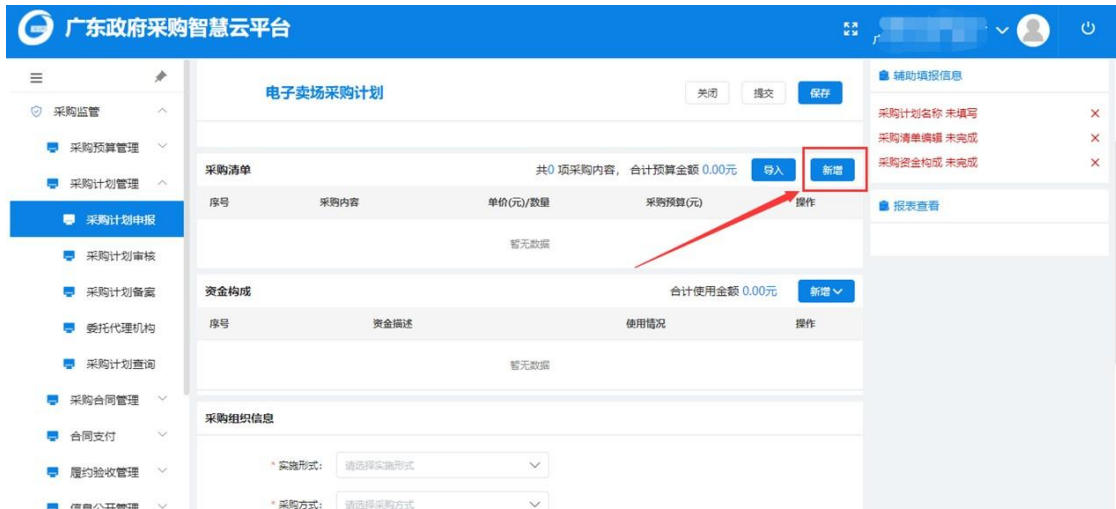 广东政府采购智慧云平台
采购监管
采购预算管理
采购计划管理
采购计划申报
采购计划审核
采购计划备案
委托代理机构
采购计划查询
采购合同管理
合同支付
履约验收管理
信息公开管理
电子卖场采购计划
关闭 提交 保存
采购清单 共0 项采购内容, 合计预算金额 0.00元 导入 新增
序号 采购内容 单价(元)/数量 采购预算(元) 操作
暂无数据
资金构成 合计使用金额 0.00元 新增
序号 资金描述 使用情况 操作
暂无数据
采购组织信息
* 实施形式: 请选择实施形式
* 采购方式: 请选择采购方式
辅助填报信息
采购计划名称 未填写
采购清单编辑 未完成
采购资金构成 未完成
报表查看